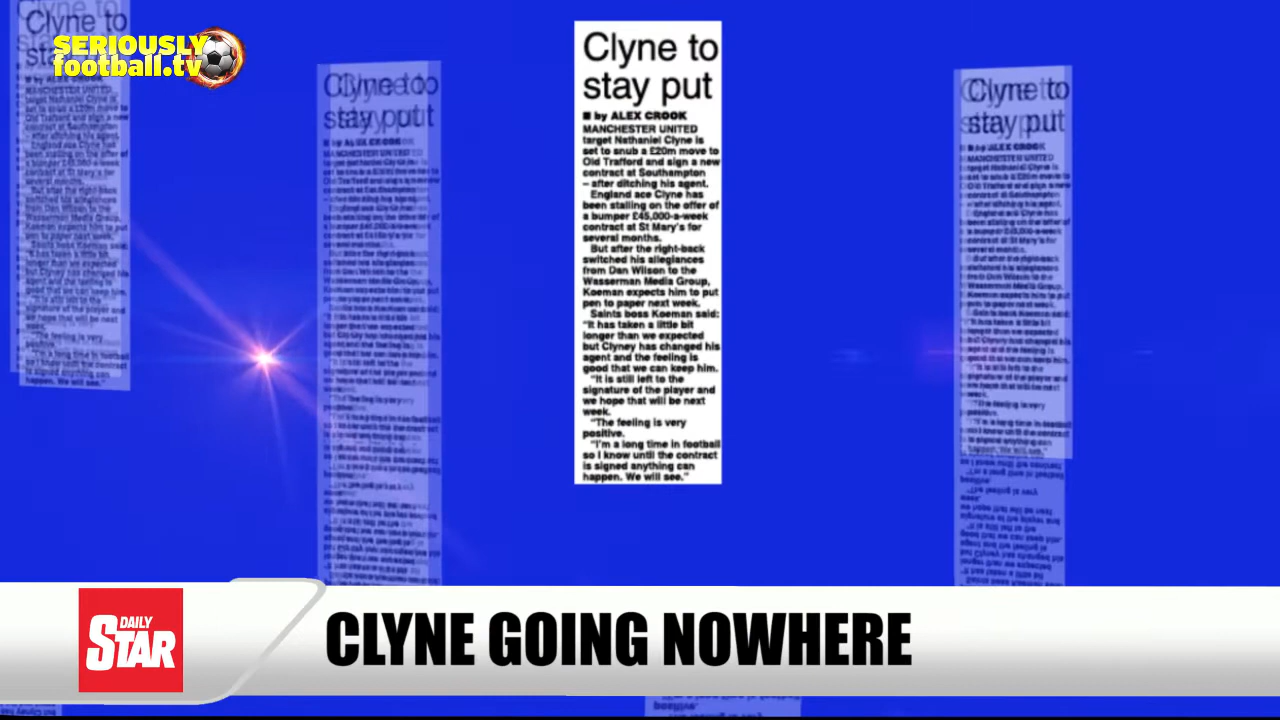 SERIOUSLY
football.tv
Clyne to
stay put
■ by ALEX CROOK
MANCHESTER UNITED
target Nathaniel Clyne is
set to snub a £20m move to
Old Trafford and sign a new
contract at Southampton
– after ditching his agent.
England ace Clyne has
been stalling on the offer of
a bumper £45,000-a-week
contract at St Mary's for
several months.
But after the right-back
switched his allegiances
from Dan Wilson to the
Wasserman Media Group,
Koeman expects him to put
pen to paper next week.
Saints boss Koeman said:
"It has taken a little bit
longer than we expected
but Clyney has changed his
agent and the feeling is
good that we can keep him.
"It is still left to the
signature of the player and
we hope that will be next
week.
"The feeling is very
positive.
"I'm a long time in football
so I know until the contract
is signed anything can
happen. We will see."
DAILY
STAR
CLYNE GOING NOWHERE